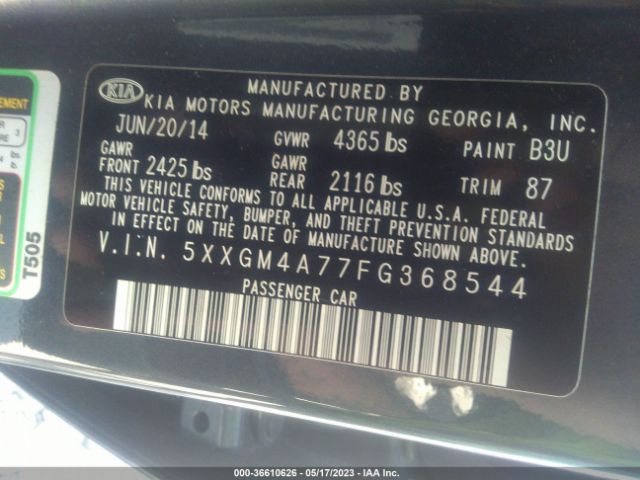 EMENT
3
T505
KIA
MANUFACTURED BY
KIA MOTORS MANUFACTURING GEORGIA, INC.
JUN/20/14 GVWR 4365 lbs PAINT B3U
GAWR GAWR
FRONT 2425 lbs REAR 2116 lbs TRIM 87
THIS VEHICLE CONFORMS TO ALL APPLICABLE U.S.A. FEDERAL
MOTOR VEHICLE SAFETY, BUMPER, AND THEFT PREVENTION STANDARDS
IN EFFECT ON THE DATE OF MANUFACTURE SHOWN ABOVE.
V.I.N. 5XXGM4A77FG368544
PASSENGER CAR
000-36610626 - 05/17/2023 - IAA Inc.